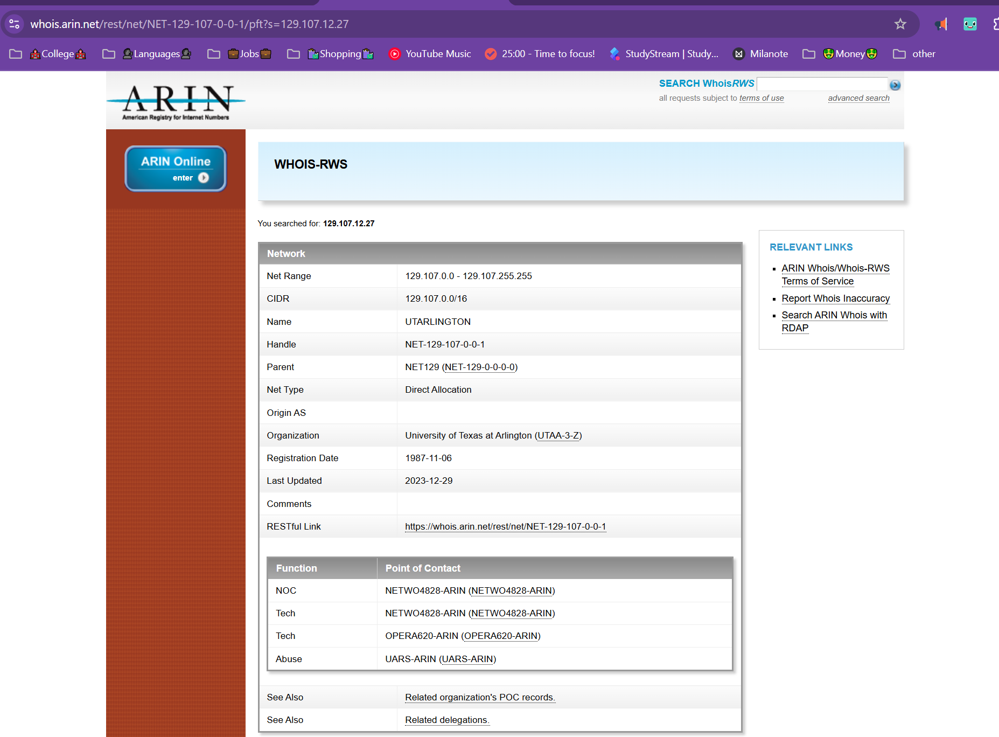 whois.arin.net/rest/net/NET-129-107-0-0-1/pft?s=129.107.12.27
College Languages Jobs Shopping YouTube Music 25:00 - Time to focus! StudyStream | Study... Milanote Money other
ARIN
American Registry for Internet Numbers
SEARCH WhoisRWS
all requests subject to terms of use advanced search
ARIN Online
enter
WHOIS-RWS
You searched for: 129.107.12.27
Network
Net Range 129.107.0.0 - 129.107.255.255
CIDR 129.107.0.0/16
Name UTARLINGTON
Handle NET-129-107-0-0-1
Parent NET129 (NET-129-0-0-0-0)
Net Type Direct Allocation
Origin AS
Organization University of Texas at Arlington (UTAA-3-Z)
Registration Date 1987-11-06
Last Updated 2023-12-29
Comments
RESTful Link https://whois.arin.net/rest/net/NET-129-107-0-0-1
Function Point of Contact
NOC NETWO4828-ARIN (NETWO4828-ARIN)
Tech NETWO4828-ARIN (NETWO4828-ARIN)
Tech OPERA620-ARIN (OPERA620-ARIN)
Abuse UARS-ARIN (UARS-ARIN)
See Also Related organization's POC records.
See Also Related delegations.
RELEVANT LINKS
ARIN Whois/Whois-RWS
Terms of Service
Report Whois Inaccuracy
Search ARIN Whois with
RDAP